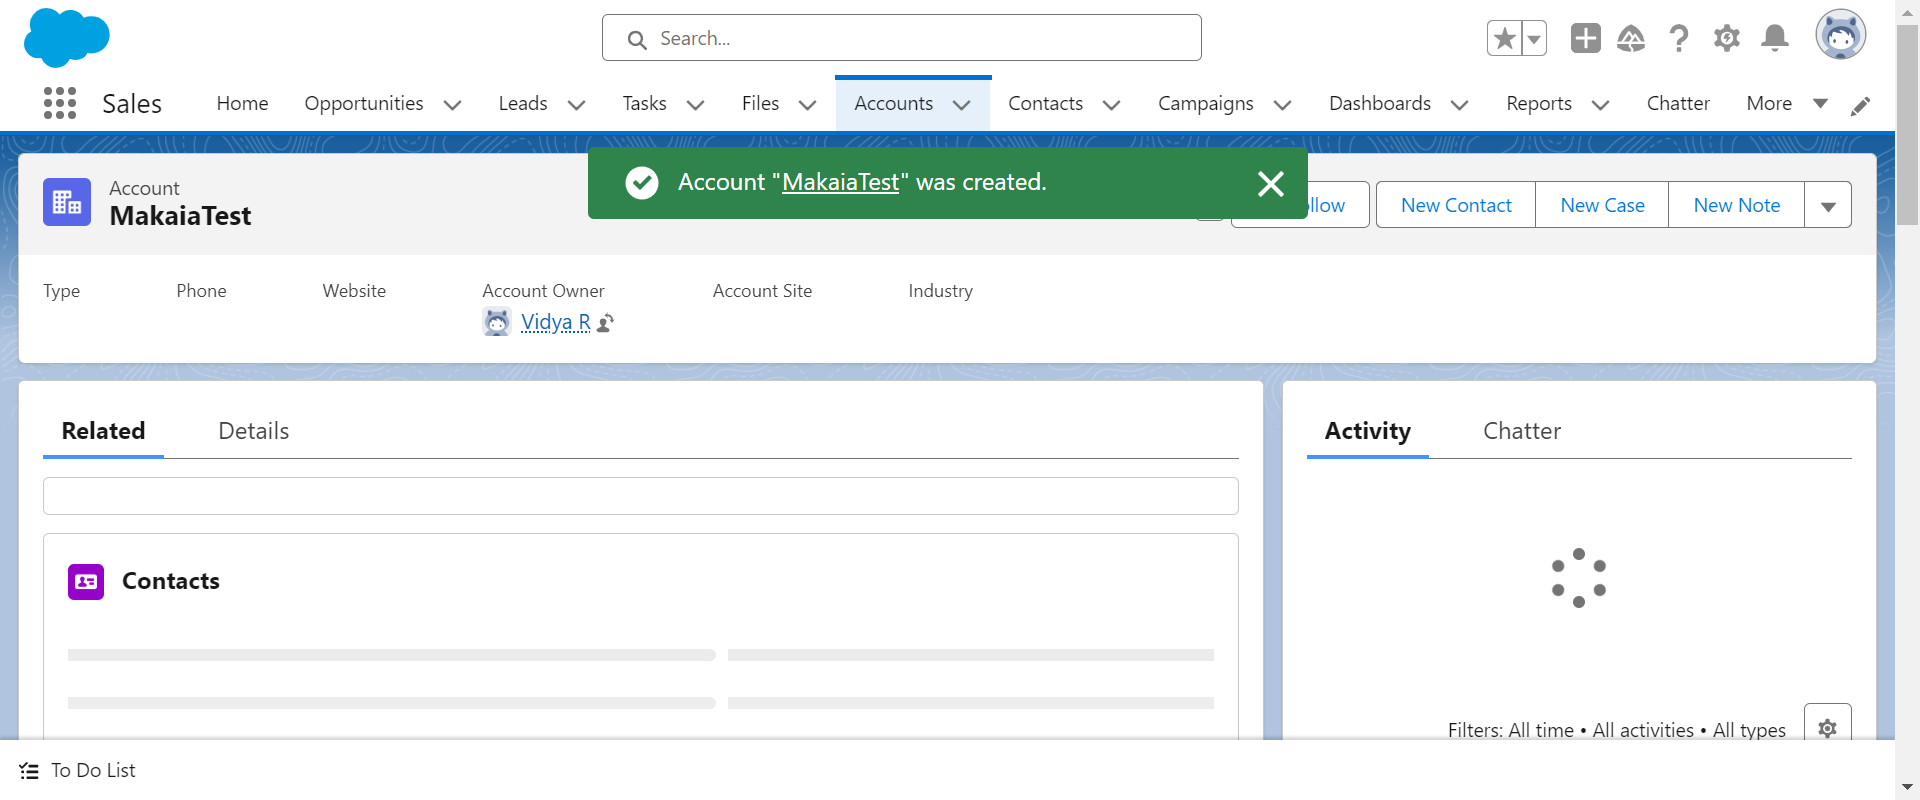 Search...
Sales
Home
Opportunities
Leads
Tasks
Files
Accounts
Contacts
Campaigns
Dashboards
Reports
Chatter
More
Account "MakaiaTest" was created.
Account
MakaiaTest
New Contact
New Case
New Note
Type
Phone
Website
Account Owner
Account Site
Industry
Vidya R
Related
Details
Activity
Chatter
Contacts
Filters: All time • All activities • All types
To Do List